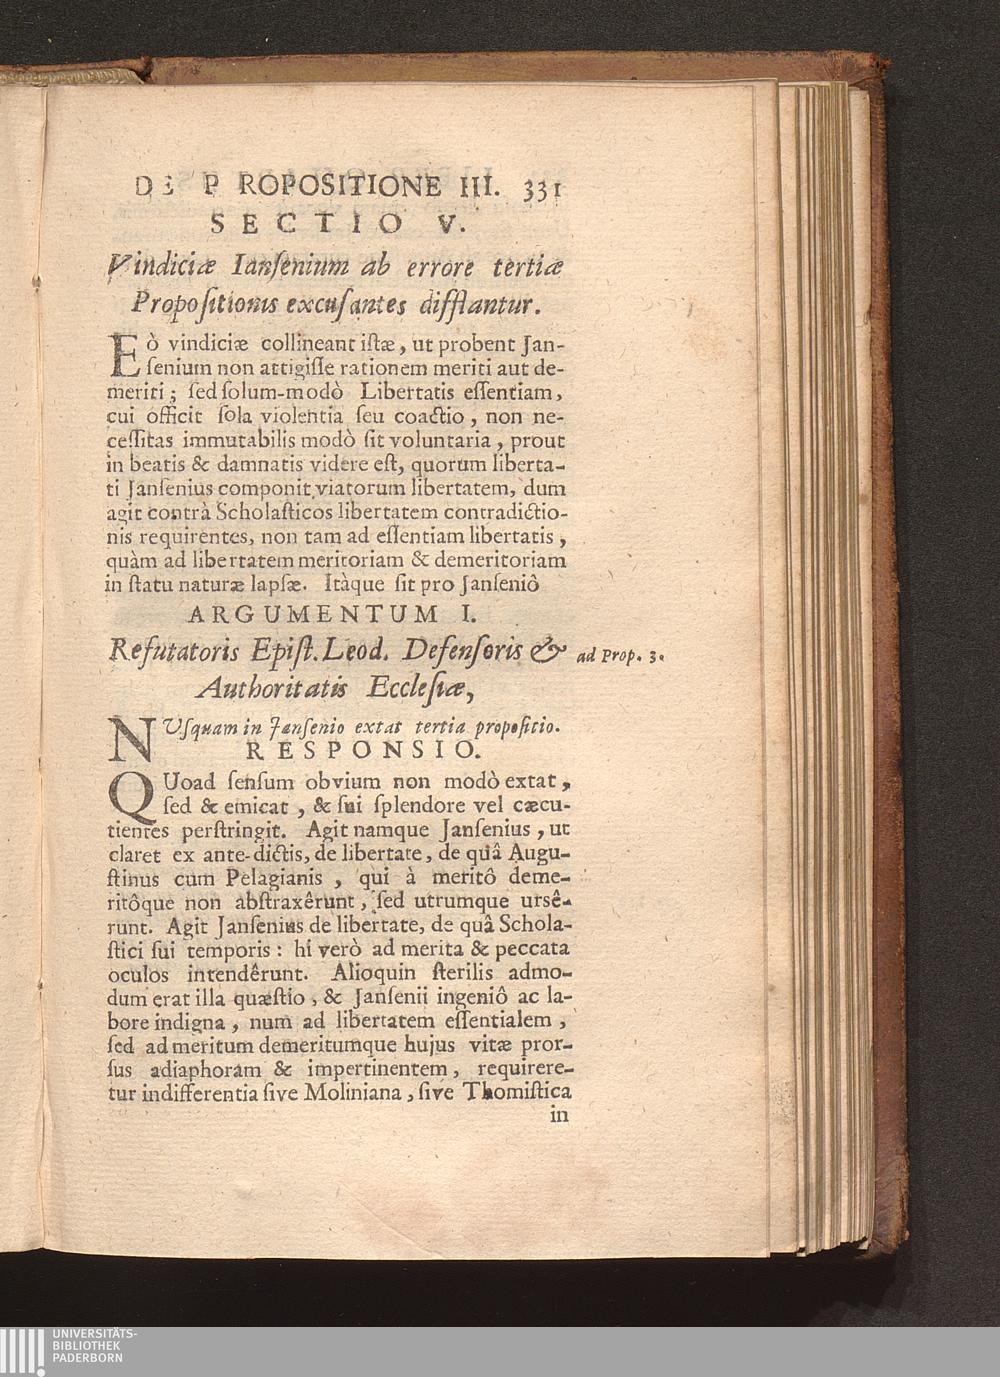 DE PROPOSITIONE III. 331
SECTIO V.
Vindiciæ Ianſenium ab errore tertiæ
Propoſitionis excuſantes difflantur.
Eò vindiciæ collineant iſtæ, ut probent Jan-
ſenium non attigiſſe rationem meriti aut de-
meriti; ſed ſolum-modò Libertatis eſſentiam,
cui officit ſola violentia ſeu coactio, non ne-
ceſſitas immutabilis modò ſit voluntaria, prout
in beatis & damnatis videre eſt, quorum liberta-
ti Janſenius componit viatorum libertatem, dum
agit contrà Scholaſticos libertatem contradictio-
nis requirentes, non tam ad eſſentiam libertatis,
quàm ad libertatem meritoriam & demeritoriam
in ſtatu naturæ lapſæ. Itàque ſit pro Janſeniô
ARGUMENTUM I.
Refutatoris Epiſt. Leod. Defenſoris & ad Prop. 3.
Authoritatis Eccleſiæ,
NUſquam in Janſenio extat tertia propoſitio.
RESPONSIO.
QUoad ſenſum obvium non modò extat,
ſed & emicat, & ſui ſplendore vel cæcu-
tientes perſtringit. Agit namque Janſenius, ut
claret ex ante-dictis, de libertate, de quâ Augu-
ſtinus cum Pelagianis, qui à meritô deme-
ritôque non abſtraxêrunt, ſed utrumque urſê-
runt. Agit Janſenius de libertate, de quâ Schola-
ſtici ſui temporis: hi verò ad merita & peccata
oculos intendêrunt. Alioquin ſterilis admo-
dum erat illa quæſtio, & Janſenii ingeniô ac la-
bore indigna, num ad libertatem eſſentialem,
ſed ad meritum demeritumque hujus vitæ pror-
ſus adiaphoram & impertinentem, requirere-
tur indifferentia ſive Moliniana, ſive Thomiſtica
in
UNIVERSITÄTS-
BIBLIOTHEK
PADERBORN